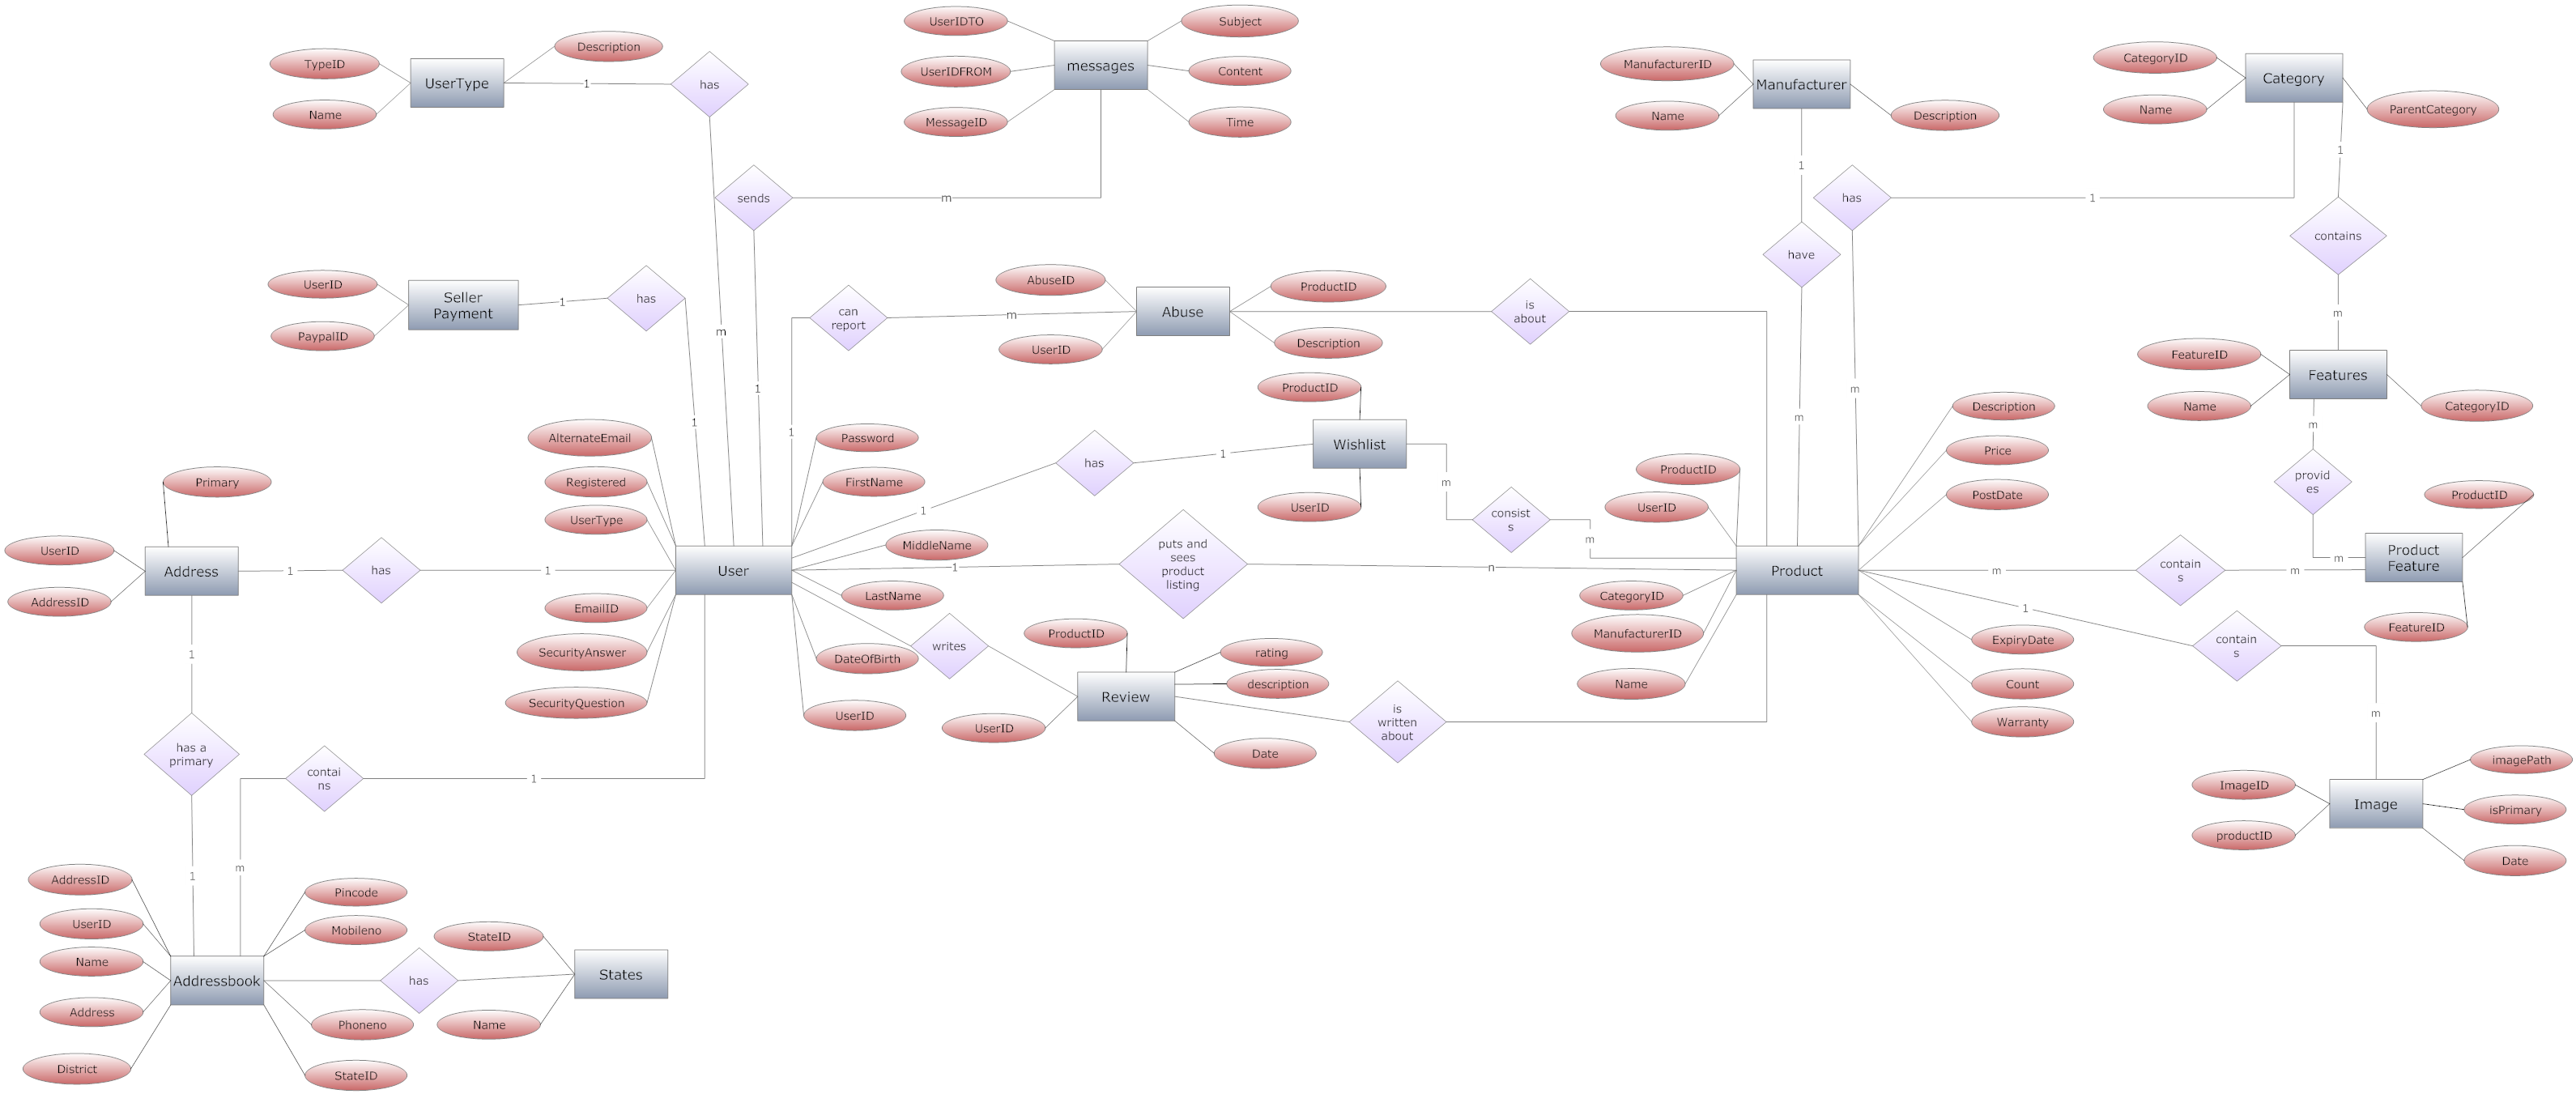 UserIDTO
Subject
Description
TypeID
UserType
messages
UserIDFROM
Content
ManufacturerID
Manufacturer
CategoryID
Category
1
has
Name
MessageID
Time
Name
Description
Name
ParentCategory
1
1
sends
m
has
1
contains
have
UserID
Seller
Payment
1
has
PaypalID
AbuseID
ProductID
can
report
m
Abuse
is
about
UserID
Description
m
m
FeatureID
Features
Name
CategoryID
ProductID
1
m
m
1
1
AlternateEmail
Password
Wishlist
has
1
Description
m
Registered
FirstName
ProductID
Price
provid
es
Primary
m
UserType
1
UserID
UserID
consist
s
PostDate
ProductID
MiddleName
m
puts and
sees
product
listing
m
Product
Feature
UserID
Address
1
has
1
User
1
n
Product
m
contain
s
m
AddressID
EmailID
LastName
CategoryID
1
FeatureID
SecurityAnswer
DateOfBirth
writes
ProductID
rating
ManufacturerID
ExpiryDate
contain
s
1
SecurityQuestion
UserID
UserID
Review
description
is
written
about
Name
Count
Warranty
m
has a
primary
Date
contai
ns
1
imagePath
ImageID
Image
isPrimary
productID
Date
m
1
AddressID
Pincode
UserID
Mobileno
StateID
Name
Addressbook
has
States
Address
Phoneno
Name
District
StateID